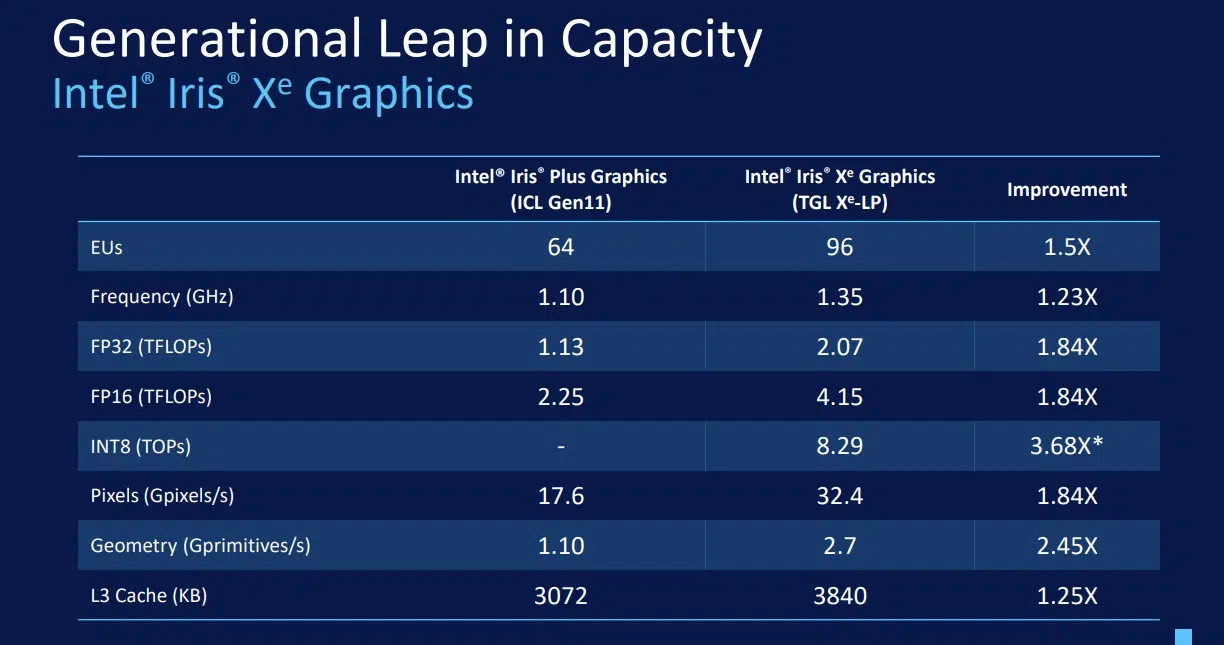 Generational Leap in Capacity
Intel® Iris® Xᵉ Graphics
Intel® Iris® Plus Graphics (ICL Gen11) Intel® Iris® Xᵉ Graphics (TGL Xᵉ-LP) Improvement
EUs 64 96 1.5X
Frequency (GHz) 1.10 1.35 1.23X
FP32 (TFLOPs) 1.13 2.07 1.84X
FP16 (TFLOPs) 2.25 4.15 1.84X
INT8 (TOPs) - 8.29 3.68X*
Pixels (Gpixels/s) 17.6 32.4 1.84X
Geometry (Gprimitives/s) 1.10 2.7 2.45X
L3 Cache (KB) 3072 3840 1.25X